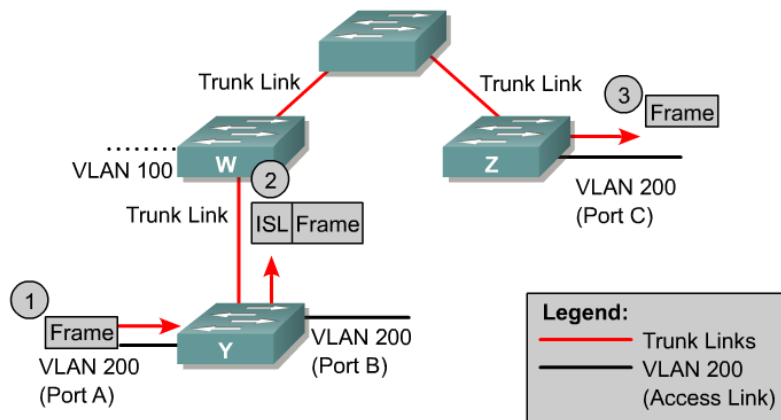 Trunk Link
Trunk Link
3
Frame
W
Z
VLAN 100
2
VLAN 200
(Port C)
Trunk Link
ISL Frame
1
Frame
Y
VLAN 200
(Port A)
VLAN 200
(Port B)
Legend:
Trunk Links
VLAN 200
(Access Link)